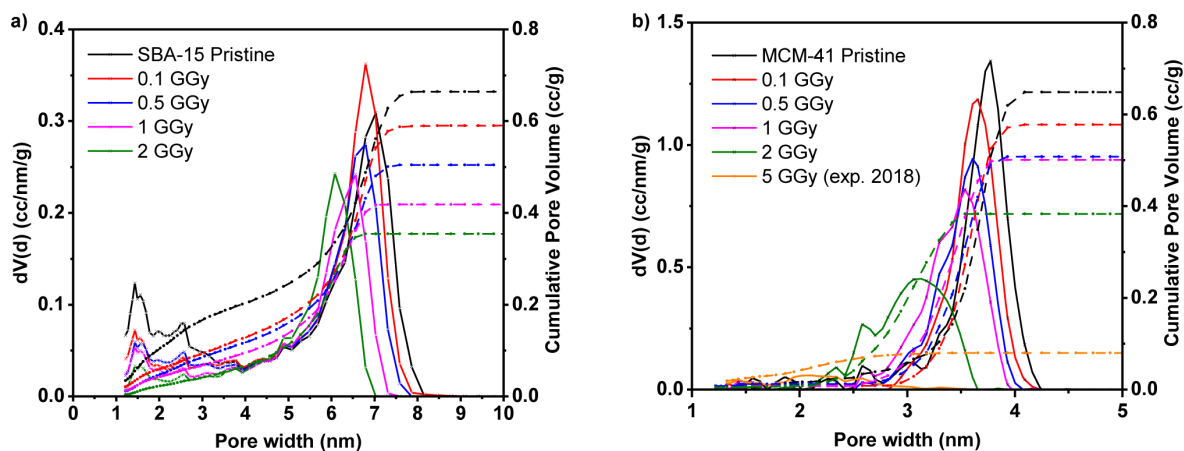 a)
SBA-15 Pristine
0.1 GGy
0.5 GGy
1 GGy
2 GGy
0.4
0.3
0.2
0.1
0.0
dV(d) (cc/nm/g)
0.8
0.6
0.4
0.2
0.0
Cumulative Pore Volume (cc/g)
0 1 2 3 4 5 6 7 8 9 10
Pore width (nm)
b)
MCM-41 Pristine
0.1 GGy
0.5 GGy
1 GGy
2 GGy
5 GGy (exp. 2018)
1.5
1.0
0.5
0.0
dV(d) (cc/nm/g)
0.8
0.6
0.4
0.2
0.0
Cumulative Pore Volume (cc/g)
1 2 3 4 5
Pore width (nm)